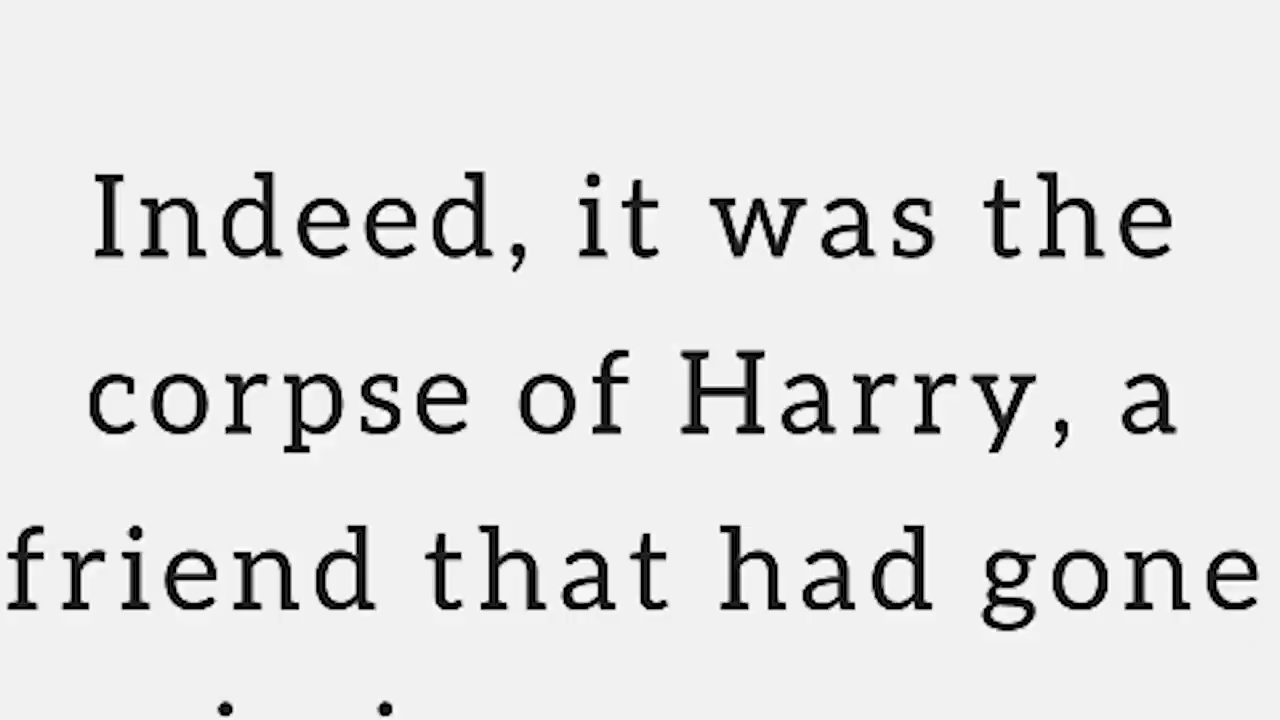 Indeed, it was the
corpse of Harry, a
friend that had gone